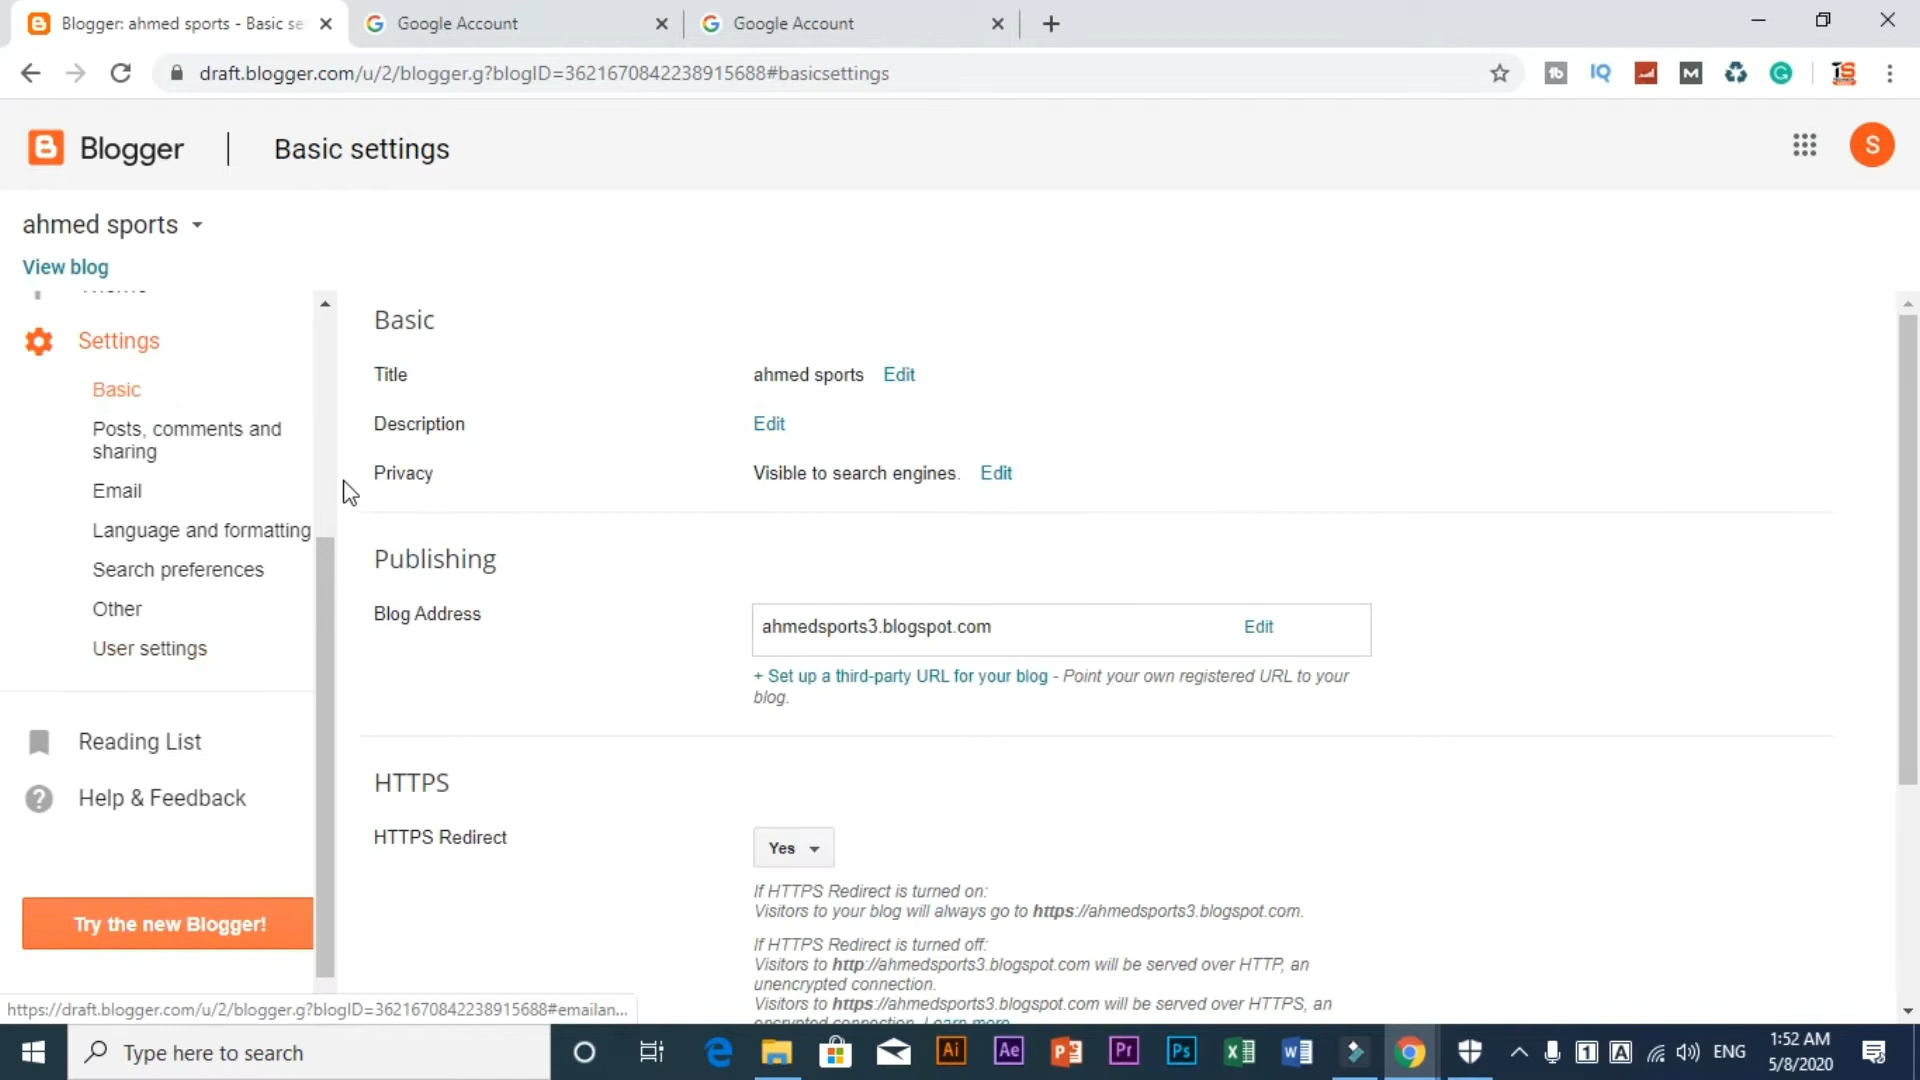 Blogger: ahmed sports - Basic se
Google Account
Google Account
draft.blogger.com/u/2/blogger.g?blogID=3621670842238915688#basicsettings
Blogger
Basic settings
S
ahmed sports
View blog
Settings
Basic
Posts, comments and
sharing
Email
Language and formatting
Search preferences
Other
User settings
Reading List
Help & Feedback
Try the new Blogger!
Basic
Title
ahmed sports Edit
Description
Edit
Privacy
Visible to search engines. Edit
Publishing
Blog Address
ahmedsports3.blogspot.com Edit
+ Set up a third-party URL for your blog - Point your own registered URL to your
blog.
HTTPS
HTTPS Redirect
Yes
If HTTPS Redirect is turned on:
Visitors to your blog will always go to https://ahmedsports3.blogspot.com.
If HTTPS Redirect is turned off:
Visitors to http://ahmedsports3.blogspot.com will be served over HTTP, an
unencrypted connection.
Visitors to https://ahmedsports3.blogspot.com will be served over HTTPS, an
encrypted connection. Learn more
https://draft.blogger.com/u/2/blogger.g?blogID=3621670842238915688#emailan...
Type here to search
Ai
Ae
Pr
Ps
ENG
1:52 AM
5/8/2020